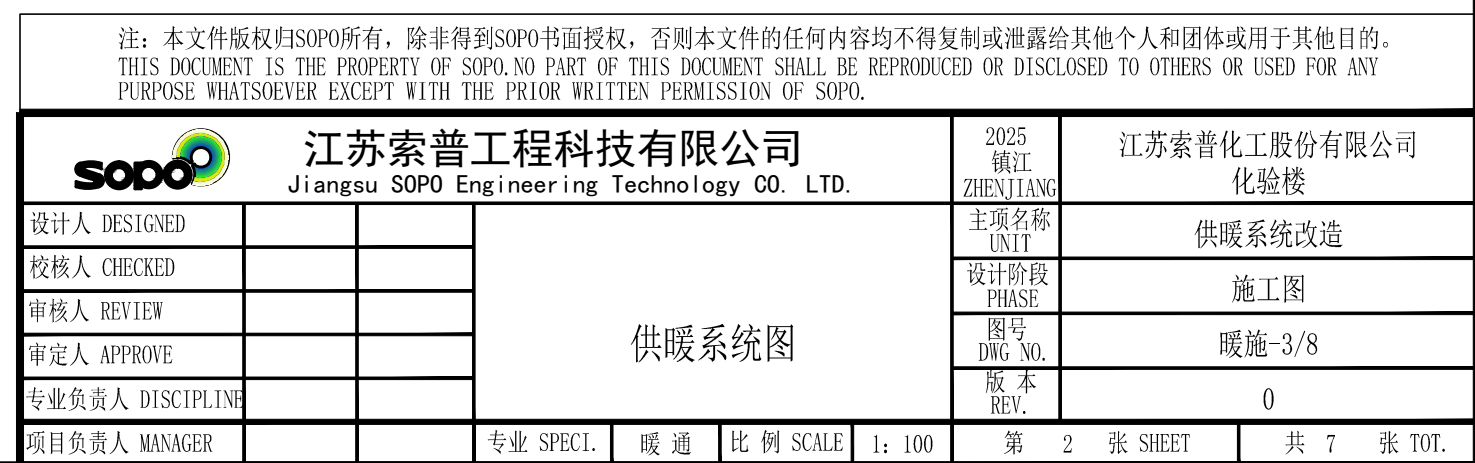 注：本文件版权归SOPO所有，除非得到SOPO书面授权，否则本文件的任何内容均不得复制或泄露给其他个人和团体或用于其他目的。
THIS DOCUMENT IS THE PROPERTY OF SOPO.NO PART OF THIS DOCUMENT SHALL BE REPRODUCED OR DISCLOSED TO OTHERS OR USED FOR ANY
PURPOSE WHATSOEVER EXCEPT WITH THE PRIOR WRITTEN PERMISSION OF SOPO.
SOPO
江苏索普工程科技有限公司
Jiangsu SOPO Engineering Technology CO. LTD.
2025
镇江
ZHENJIANG
江苏索普化工股份有限公司
化验楼
设计人 DESIGNED
校核人 CHECKED
审核人 REVIEW
审定人 APPROVE
专业负责人 DISCIPLINE
项目负责人 MANAGER
供暖系统图
专业 SPECI.
暖 通
比 例 SCALE
1: 100
主项名称
UNIT
供暖系统改造
设计阶段
PHASE
施工图
图号
DWG NO.
暖施-3/8
版 本
REV.
0
第 2 张 SHEET
共 7 张 TOT.